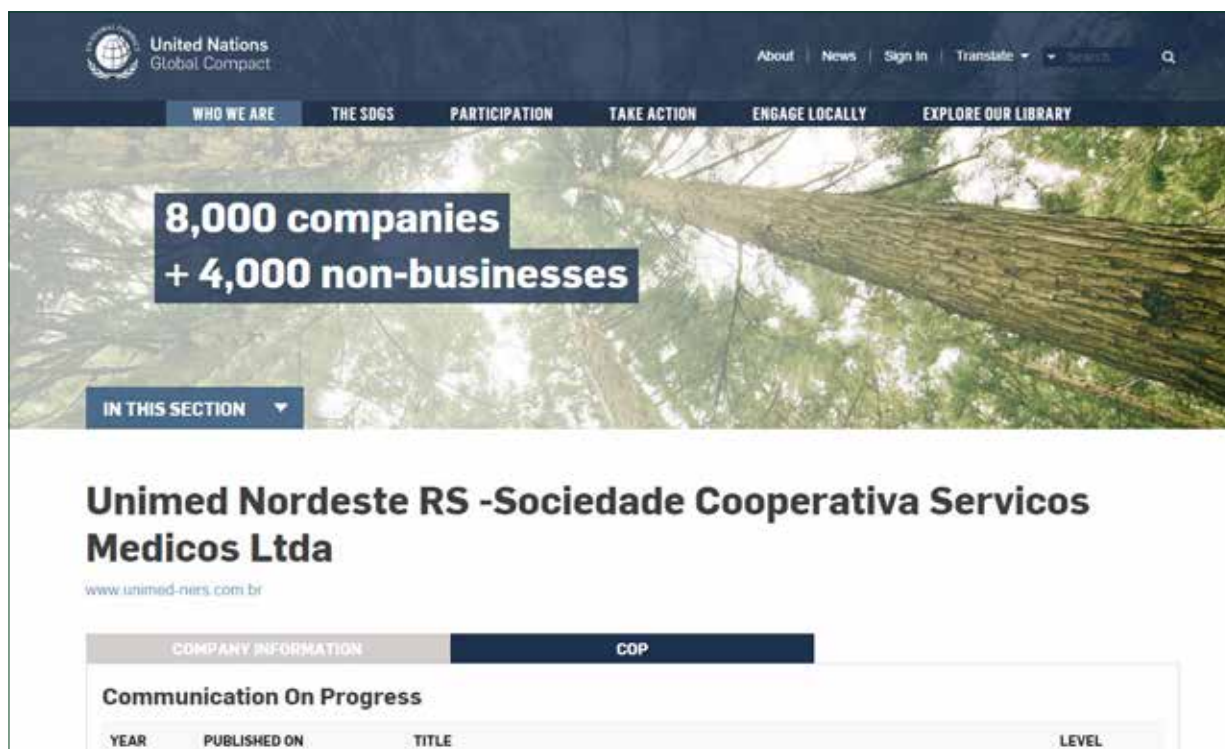 United Nations
Global Compact
About | News | Sign In | Translate Search
WHO WE ARE THE SDGS PARTICIPATION TAKE ACTION ENGAGE LOCALLY EXPLORE OUR LIBRARY
8,000 companies
+ 4,000 non-businesses
IN THIS SECTION
Unimed Nordeste RS -Sociedade Cooperativa Servicos
Medicos Ltda
www.unimed-ners.com.br
COMPANY INFORMATION COP
Communication On Progress
YEAR PUBLISHED ON TITLE LEVEL